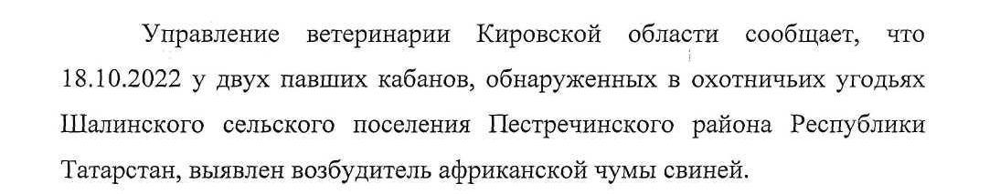 Управление ветеринарии Кировской области сообщает, что
18.10.2022 у двух павших кабанов, обнаруженных в охотничьих угодьях
Шалинского сельского поселения Пестречинского района Республики
Татарстан, выявлен возбудитель африканской чумы свиней.